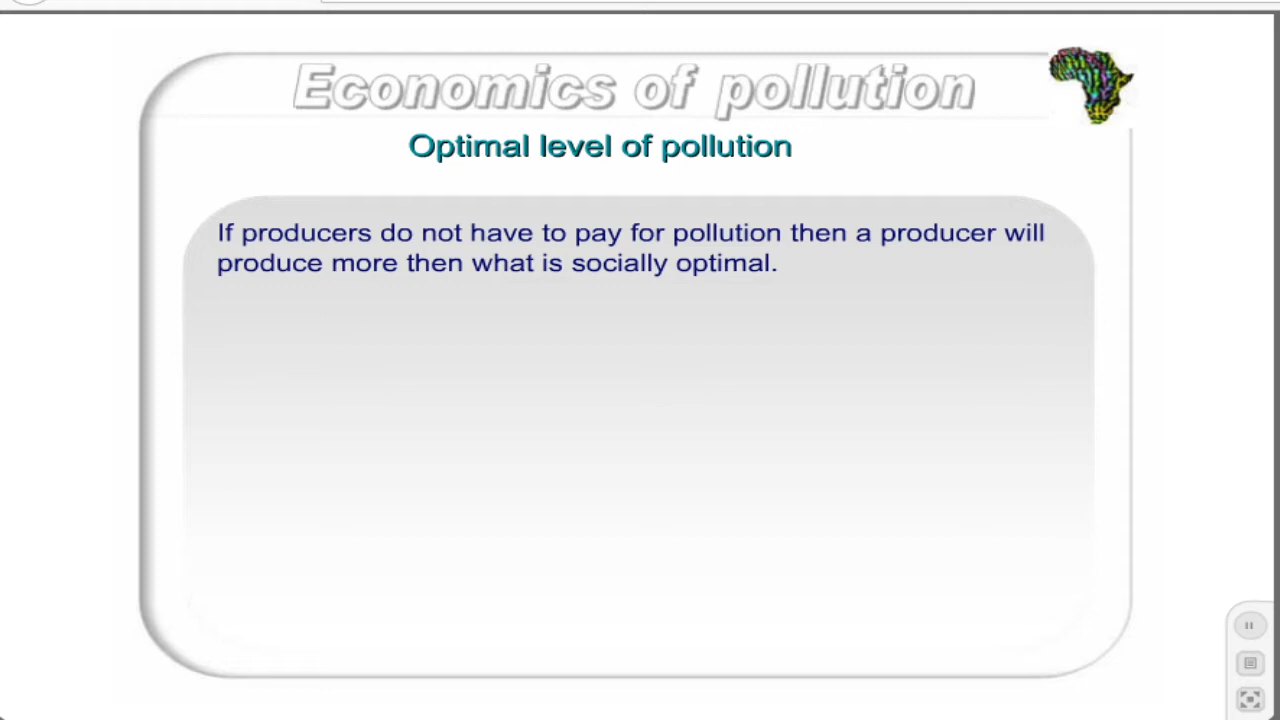 Economics of pollution
Optimal level of pollution
If producers do not have to pay for pollution then a producer will
produce more then what is socially optimal.